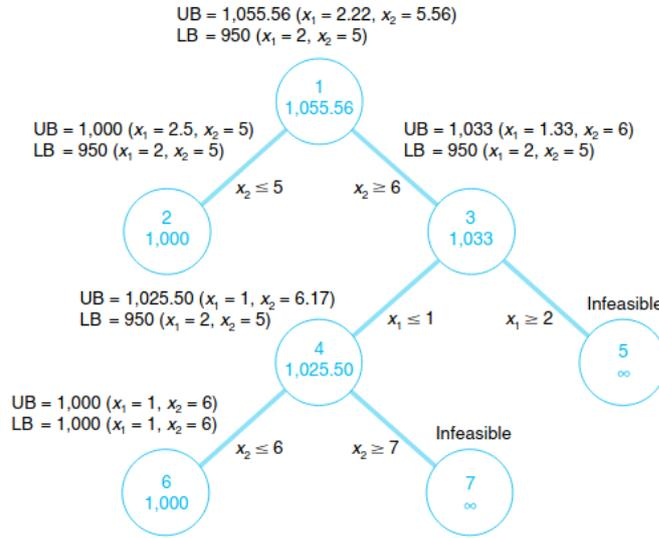 UB = 1,055.56 (x₁ = 2.22, x₂ = 5.56)
LB = 950 (x₁ = 2, x₂ = 5)
1
1,055.56
UB = 1,000 (x₁ = 2.5, x₂ = 5)
LB = 950 (x₁ = 2, x₂ = 5)
UB = 1,033 (x₁ = 1.33, x₂ = 6)
LB = 950 (x₁ = 2, x₂ = 5)
x₂ ≤ 5
x₂ ≥ 6
2
1,000
3
1,033
UB = 1,025.50 (x₁ = 1, x₂ = 6.17)
LB = 950 (x₁ = 2, x₂ = 5)
x₁ ≤ 1
x₁ ≥ 2
Infeasible
4
1,025.50
5
∞
UB = 1,000 (x₁ = 1, x₂ = 6)
LB = 1,000 (x₁ = 1, x₂ = 6)
x₂ ≤ 6
x₂ ≥ 7
Infeasible
6
1,000
7
∞